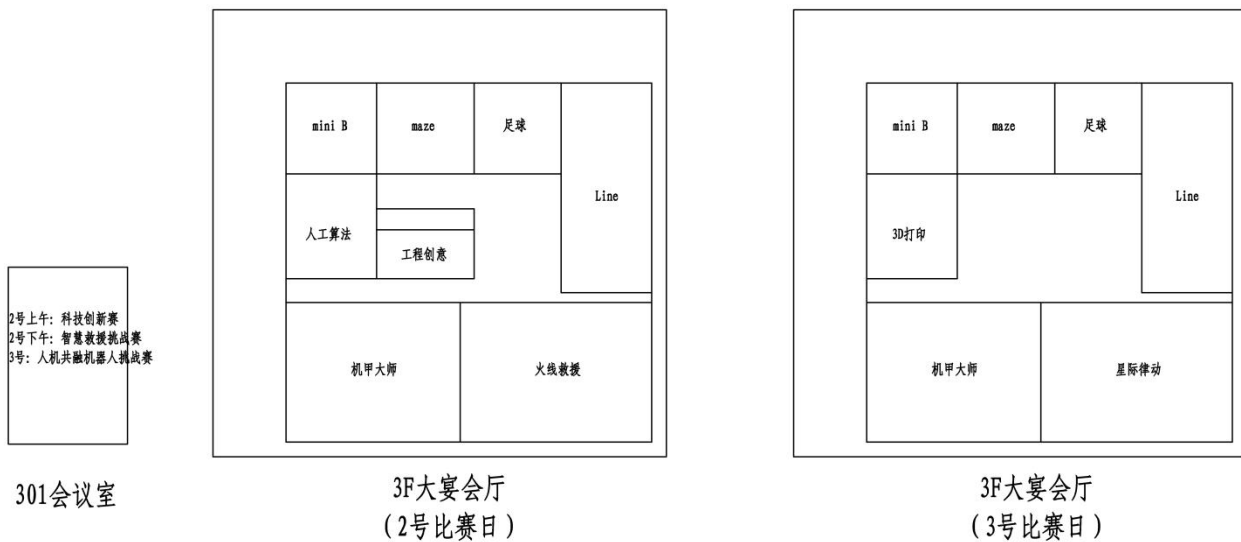 2号上午：科技创新赛
2号下午：智慧救援挑战赛
3号：人机共融机器人挑战赛
301会议室
mini B
maze
足球
Line
人工算法
工程创意
机甲大师
火线救援
3F大宴会厅
（2号比赛日）
mini B
maze
足球
Line
3D打印
机甲大师
星际律动
3F大宴会厅
（3号比赛日）